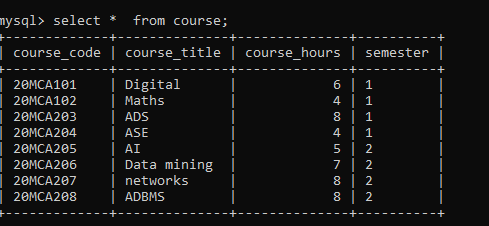 mysql> select *  from course;
+-------------+--------------+--------------+----------+
| course_code | course_title | course_hours | semester |
+-------------+--------------+--------------+----------+
| 20MCA101    | Digital      |            6 | 1        |
| 20MCA102    | Maths        |            4 | 1        |
| 20MCA203    | ADS          |            8 | 1        |
| 20MCA204    | ASE          |            4 | 1        |
| 20MCA205    | AI           |            5 | 2        |
| 20MCA206    | Data mining  |            7 | 2        |
| 20MCA207    | networks     |            8 | 2        |
| 20MCA208    | ADBMS        |            8 | 2        |
+-------------+--------------+--------------+----------+